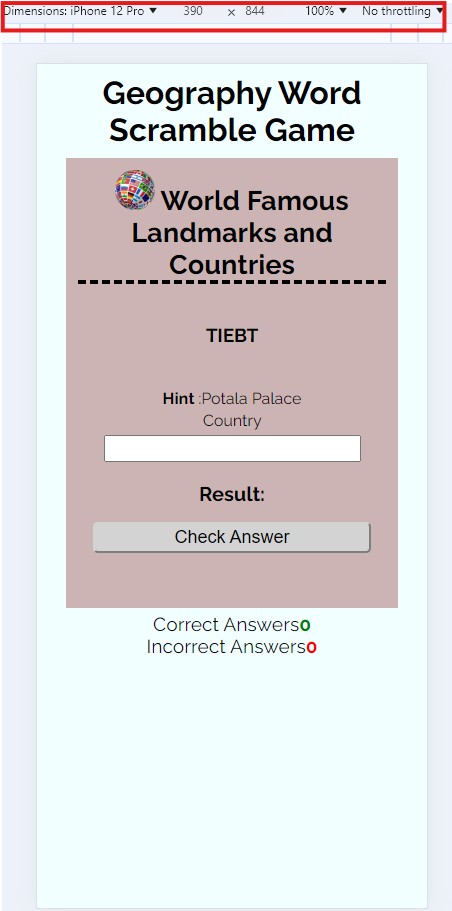 Dimensions: iPhone 12 Pro ▼ 390 × 844 100% ▼ No throttling ▼
Geography Word
Scramble Game
World Famous
Landmarks and
Countries
TIEBT
Hint :Potala Palace
Country
Result:
Check Answer
Correct Answers0
Incorrect Answers0